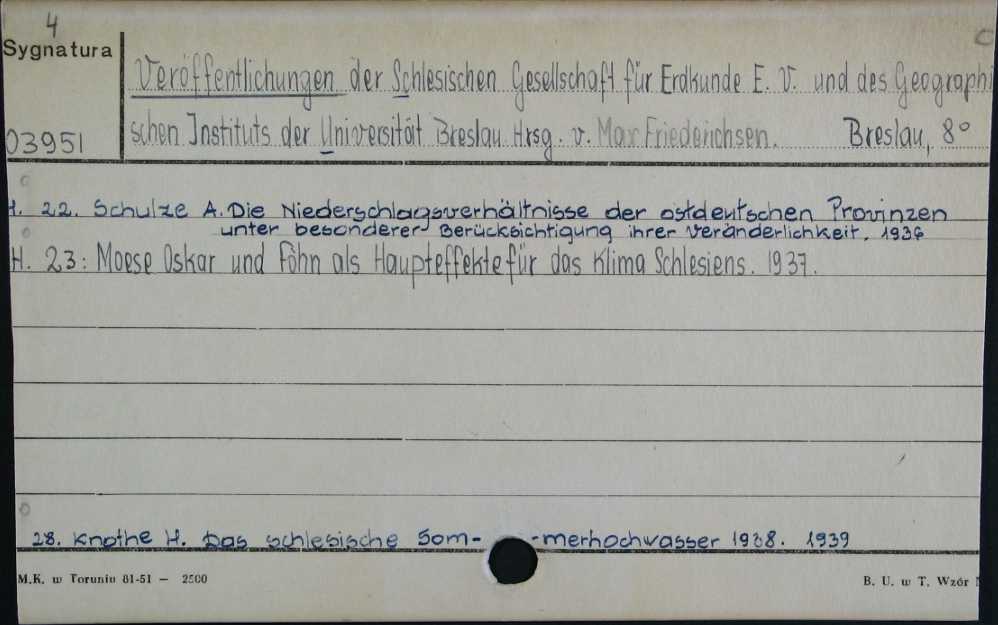 4
Sygnatura
03951
Veröffentlichungen der Schlesischen Gesellschaft für Erdkunde E. V. und des Geographi
schen Instituts der Universität Breslau. Hrsg. v. Max Friederichsen. Breslau, 8°
H. 22. Schulze A. Die Niederschlagsverhältnisse der ostdeutschen Provinzen
unter besonderer Berücksichtigung ihrer Veränderlichkeit. 1936
H. 23: Moese Oskar und Föhn als Haupteffekte für das Klima Schlesiens. 1937.
28. Knothe H. Das schlesische Som- -merhochwasser 1938. 1939
M.K. w Toruniu 81-51 — 2500
B. U. w T. Wzór